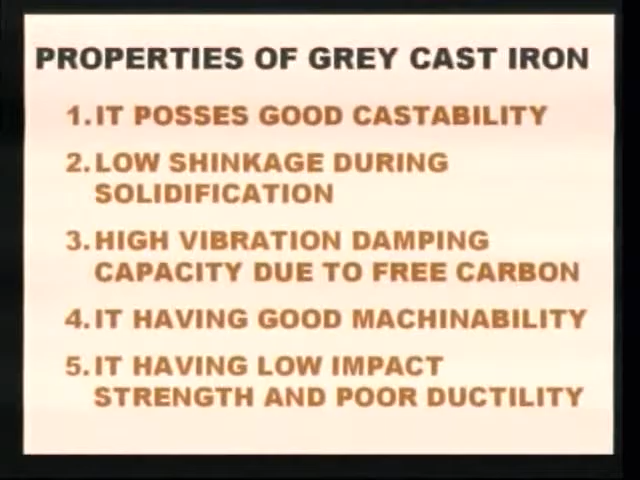 PROPERTIES OF GREY CAST IRON
1. IT POSSES GOOD CASTABILITY
2. LOW SHINKAGE DURING
SOLIDIFICATION
3. HIGH VIBRATION DAMPING
CAPACITY DUE TO FREE CARBON
4. IT HAVING GOOD MACHINABILITY
5. IT HAVING LOW IMPACT
STRENGTH AND POOR DUCTILITY